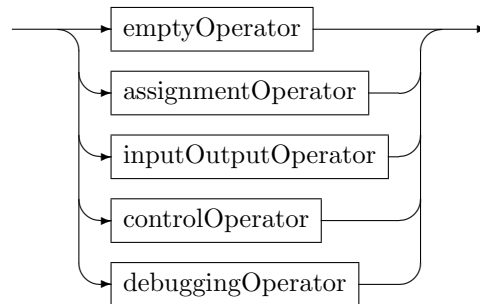 emptyOperator
assignmentOperator
inputOutputOperator
controlOperator
debuggingOperator